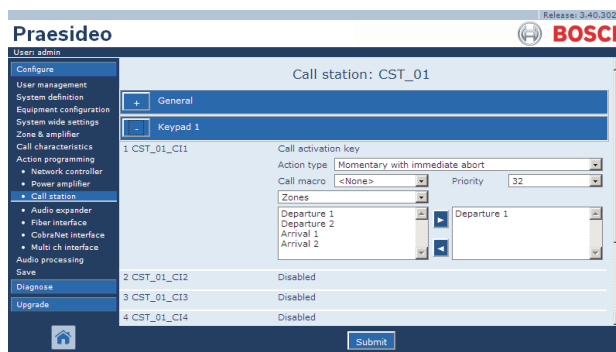 Release: 3.40.302
Praesideo
BOSCH
User: admin
Configure
User management
System definition
Equipment configuration
System wide settings
Zone & amplifier
Call characteristics
Action programming
• Network controller
• Power amplifier
• Call station
• Audio expander
• Fiber interface
• CobraNet interface
• Multi ch interface
Audio processing
Save
Diagnose
Upgrade
Call station: CST_01
+ General
- Keypad 1
1 CST_01_CI1 Call activation key
Action type Momentary with immediate abort
Call macro <None> Priority 32
Zones
Departure 1
Departure 2
Arrival 1
Arrival 2
Departure 1
2 CST_01_CI2 Disabled
3 CST_01_CI3 Disabled
4 CST_01_CI4 Disabled
Submit